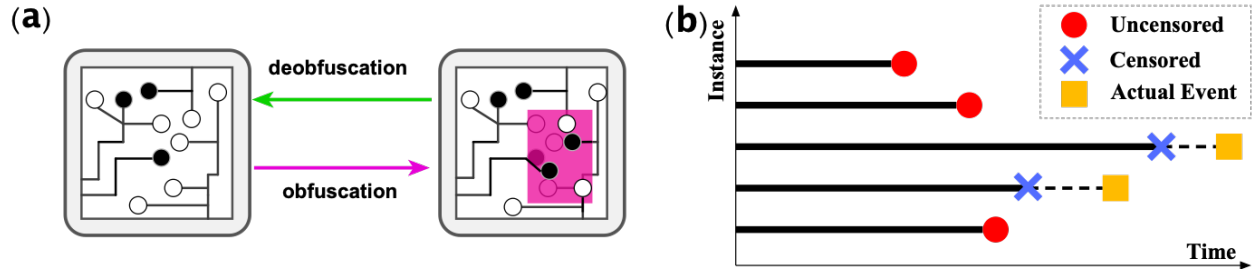 (a)
deobfuscation
obfuscation
(b)
Instance
Uncensored
Censored
Actual Event
Time